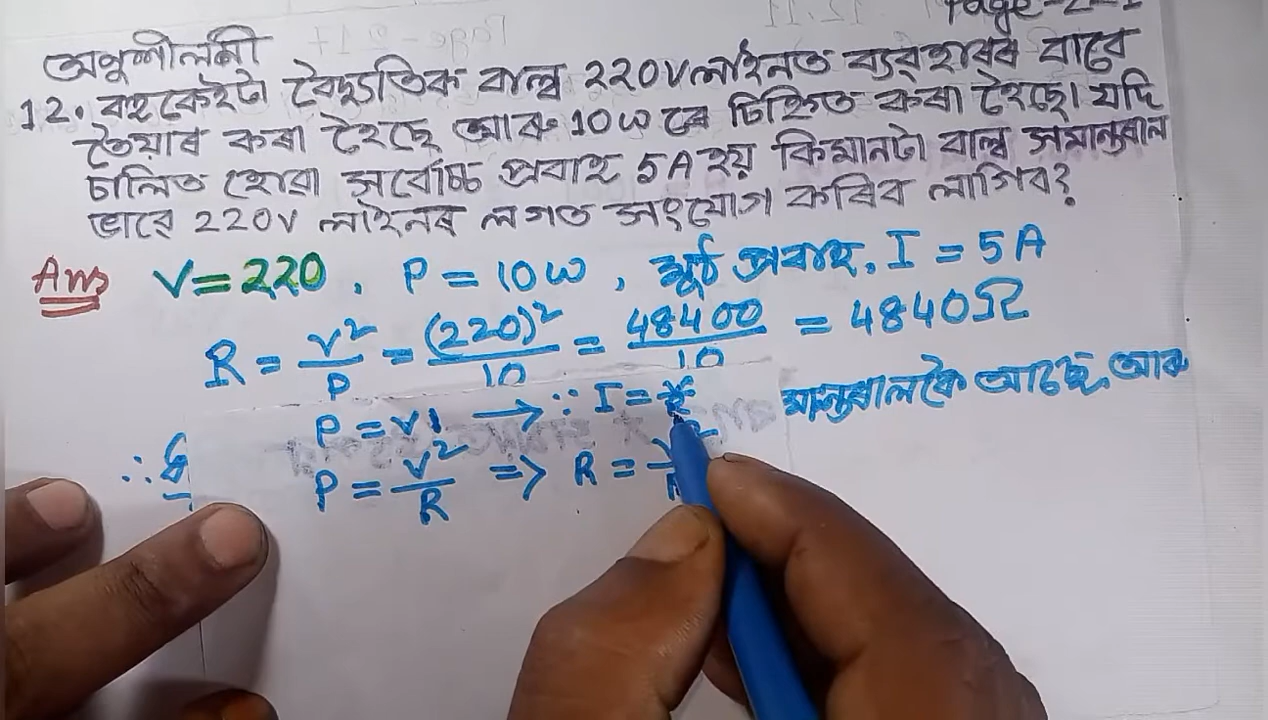 Page-221
অনুশীলনী
12. বহুকেইটা বৈদ্যুতিক বাল্ব 220V লাইনত ব্যৱহাৰৰ বাবে
তৈয়াৰ কৰা হৈছে আৰু 10W ৰে চিহ্নিত কৰা হৈছে। যদি
চালিত হোৱা সৰ্বোচ্চ প্ৰবাহ 5A হয় কিমানটা বাল্ব সমান্তৰাল
ভাৱে 220V লাইনৰ লগত সংযোগ কৰিব লাগিব?
Ans V = 220 , P = 10W , মুঠ প্ৰবাহ, I = 5A
R = V²/P = (220)²/10 = 48400/10 = 4840Ω
মান্তৰালকৈ আছে, আৰু
P = VI → ∴ I = V/R
P = V²/R => R =